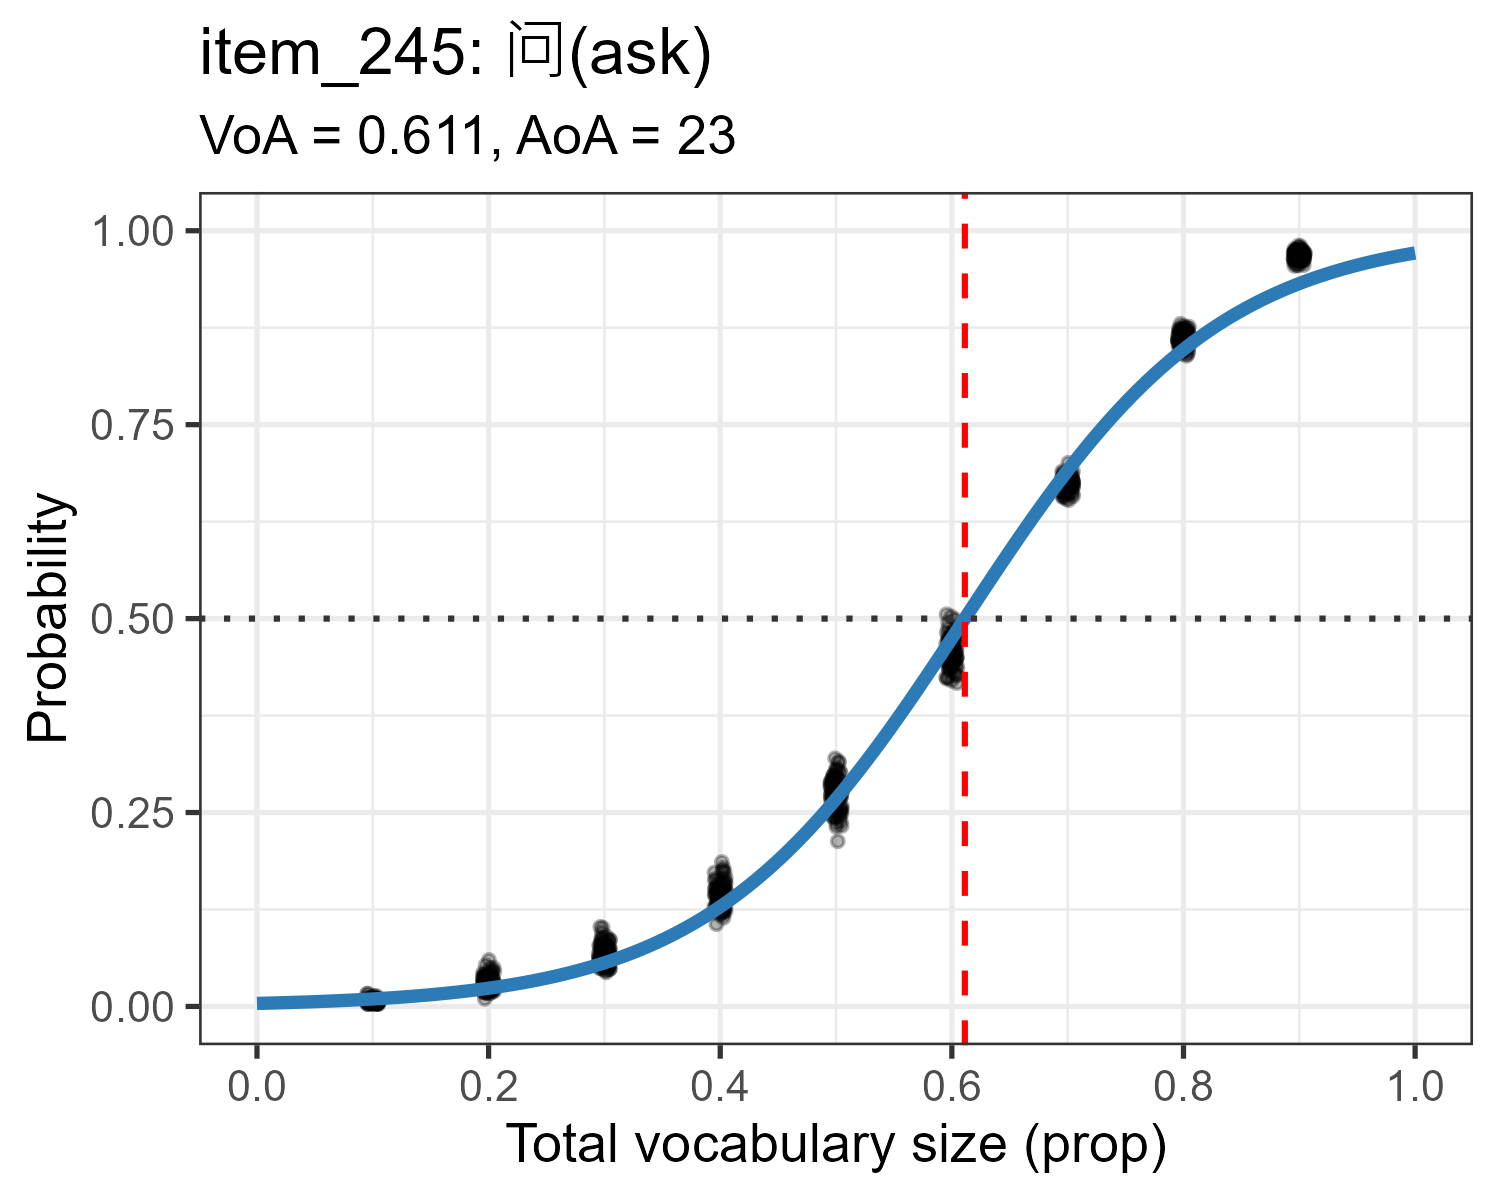 item_245: 问(ask)
VoA = 0.611, AoA = 23
1.00
0.75
0.50
0.25
0.00
Probability
0.0 0.2 0.4 0.6 0.8 1.0
Total vocabulary size (prop)